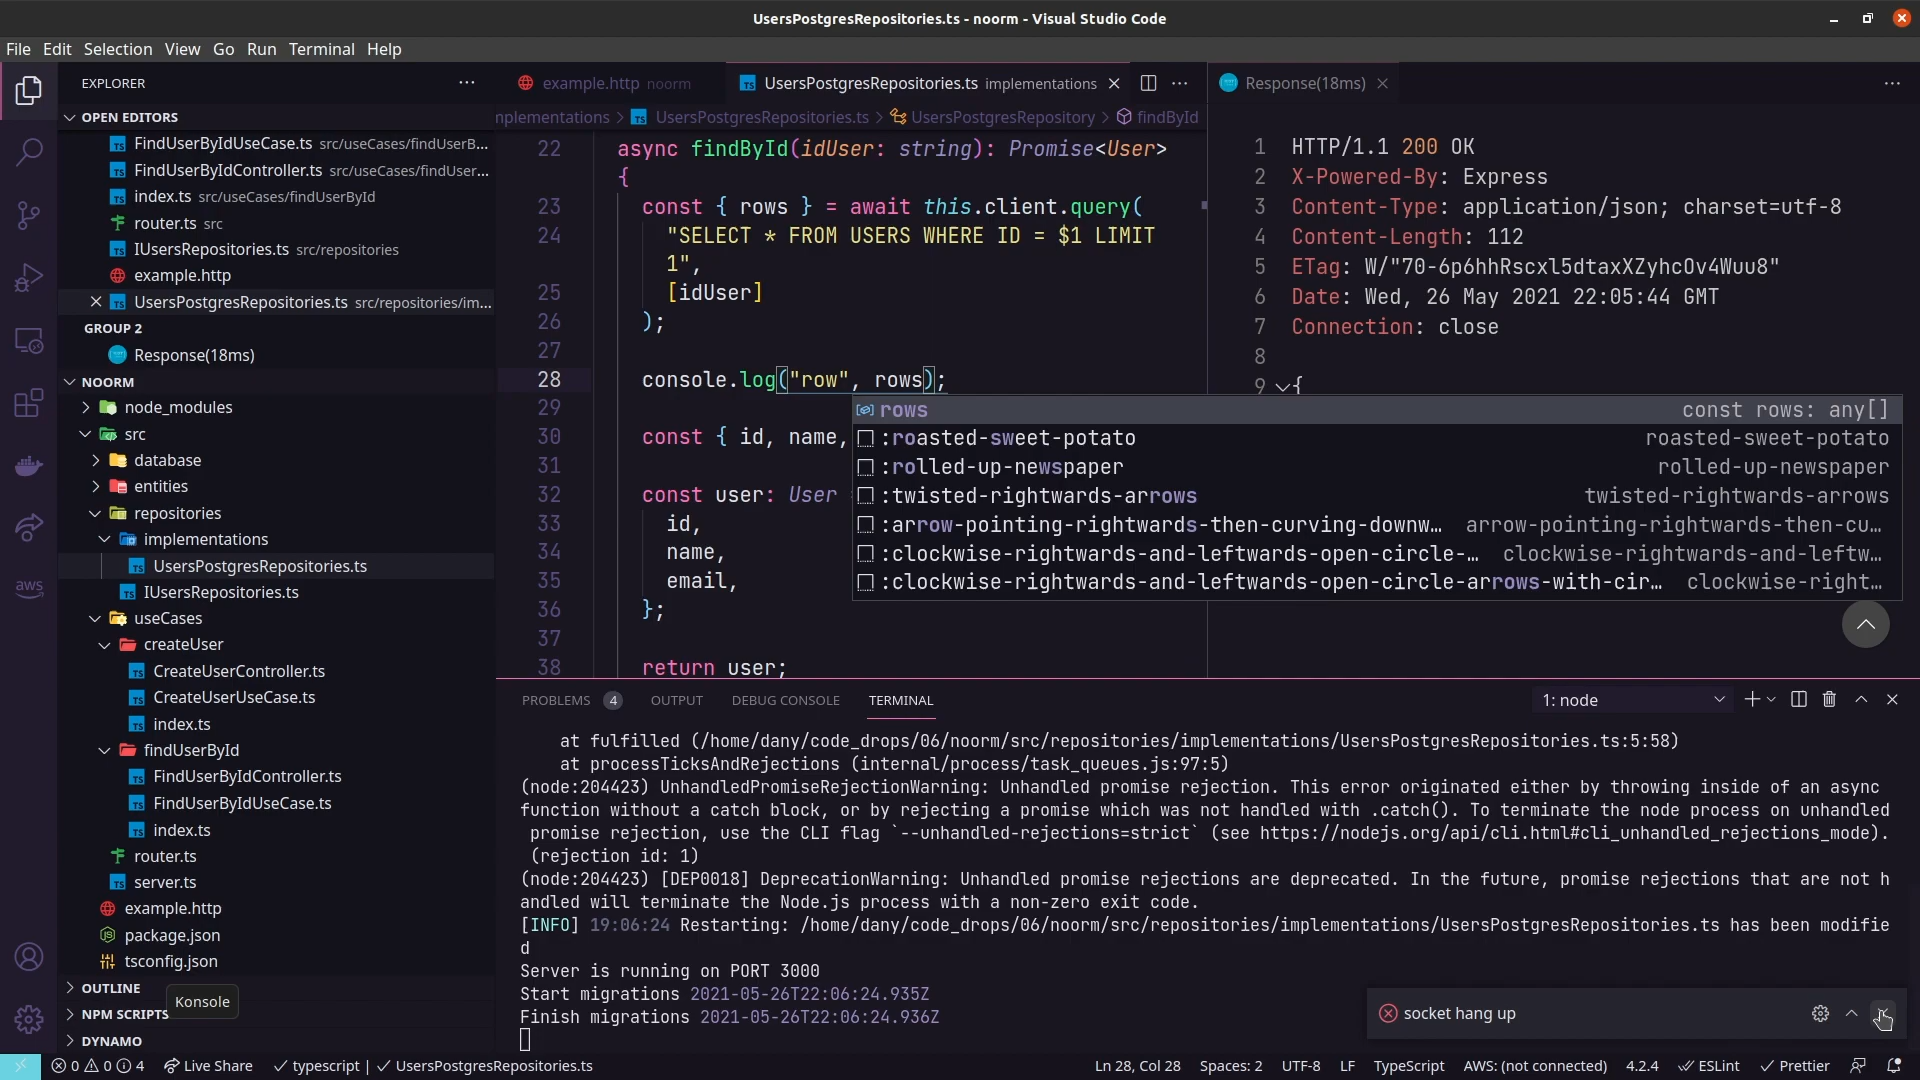 UsersPostgresRepositories.ts - noorm - Visual Studio Code
File Edit Selection View Go Run Terminal Help
EXPLORER
OPEN EDITORS
FindUserByIdUseCase.ts src/useCases/findUserB...
FindUserByIdController.ts src/useCases/findUser...
index.ts src/useCases/findUserById
router.ts src
IUsersRepositories.ts src/repositories
example.http
UsersPostgresRepositories.ts src/repositories/im...
GROUP 2
Response(18ms)
NOORM
node_modules
src
database
entities
repositories
implementations
UsersPostgresRepositories.ts
IUsersRepositories.ts
useCases
createUser
CreateUserController.ts
CreateUserUseCase.ts
index.ts
findUserById
FindUserByIdController.ts
FindUserByIdUseCase.ts
index.ts
router.ts
server.ts
example.http
package.json
tsconfig.json
OUTLINE
Konsole
NPM SCRIPTS
DYNAMO
aws
example.http noorm
UsersPostgresRepositories.ts implementations
nplementations > UsersPostgresRepositories.ts > UsersPostgresRepository > findById
22 async findById(idUser: string): Promise<User>
{
23 const { rows } = await this.client.query(
24 "SELECT * FROM USERS WHERE ID = $1 LIMIT
1",
25 [idUser]
26 );
27
28 console.log("row", rows);
29
30 const { id, name,
31
32 const user: User
33 id,
34 name,
35 email,
36 };
37
38 return user;
rows const rows: any[]
:roasted-sweet-potato roasted-sweet-potato
:rolled-up-newspaper rolled-up-newspaper
:twisted-rightwards-arrows twisted-rightwards-arrows
:arrow-pointing-rightwards-then-curving-downw… arrow-pointing-rightwards-then-cu…
:clockwise-rightwards-and-leftwards-open-circle-… clockwise-rightwards-and-leftw…
:clockwise-rightwards-and-leftwards-open-circle-arrows-with-cir… clockwise-right…
Response(18ms)
1 HTTP/1.1 200 OK
2 X-Powered-By: Express
3 Content-Type: application/json; charset=utf-8
4 Content-Length: 112
5 ETag: W/"70-6p6hhRscxl5dtaxXZyhcOv4Wuu8"
6 Date: Wed, 26 May 2021 22:05:44 GMT
7 Connection: close
8
9 {
PROBLEMS 4 OUTPUT DEBUG CONSOLE TERMINAL 1: node
at fulfilled (/home/dany/code_drops/06/noorm/src/repositories/implementations/UsersPostgresRepositories.ts:5:58)
at processTicksAndRejections (internal/process/task_queues.js:97:5)
(node:204423) UnhandledPromiseRejectionWarning: Unhandled promise rejection. This error originated either by throwing inside of an async
function without a catch block, or by rejecting a promise which was not handled with .catch(). To terminate the node process on unhandled
promise rejection, use the CLI flag `--unhandled-rejections=strict` (see https://nodejs.org/api/cli.html#cli_unhandled_rejections_mode).
(rejection id: 1)
(node:204423) [DEP0018] DeprecationWarning: Unhandled promise rejections are deprecated. In the future, promise rejections that are not h
andled will terminate the Node.js process with a non-zero exit code.
[INFO] 19:06:24 Restarting: /home/dany/code_drops/06/noorm/src/repositories/implementations/UsersPostgresRepositories.ts has been modifie
d
Server is running on PORT 3000
Start migrations 2021-05-26T22:06:24.935Z
Finish migrations 2021-05-26T22:06:24.936Z
socket hang up
0 0 4 Live Share typescript | UsersPostgresRepositories.ts Ln 28, Col 28 Spaces: 2 UTF-8 LF TypeScript AWS: (not connected) 4.2.4 ESLint Prettier